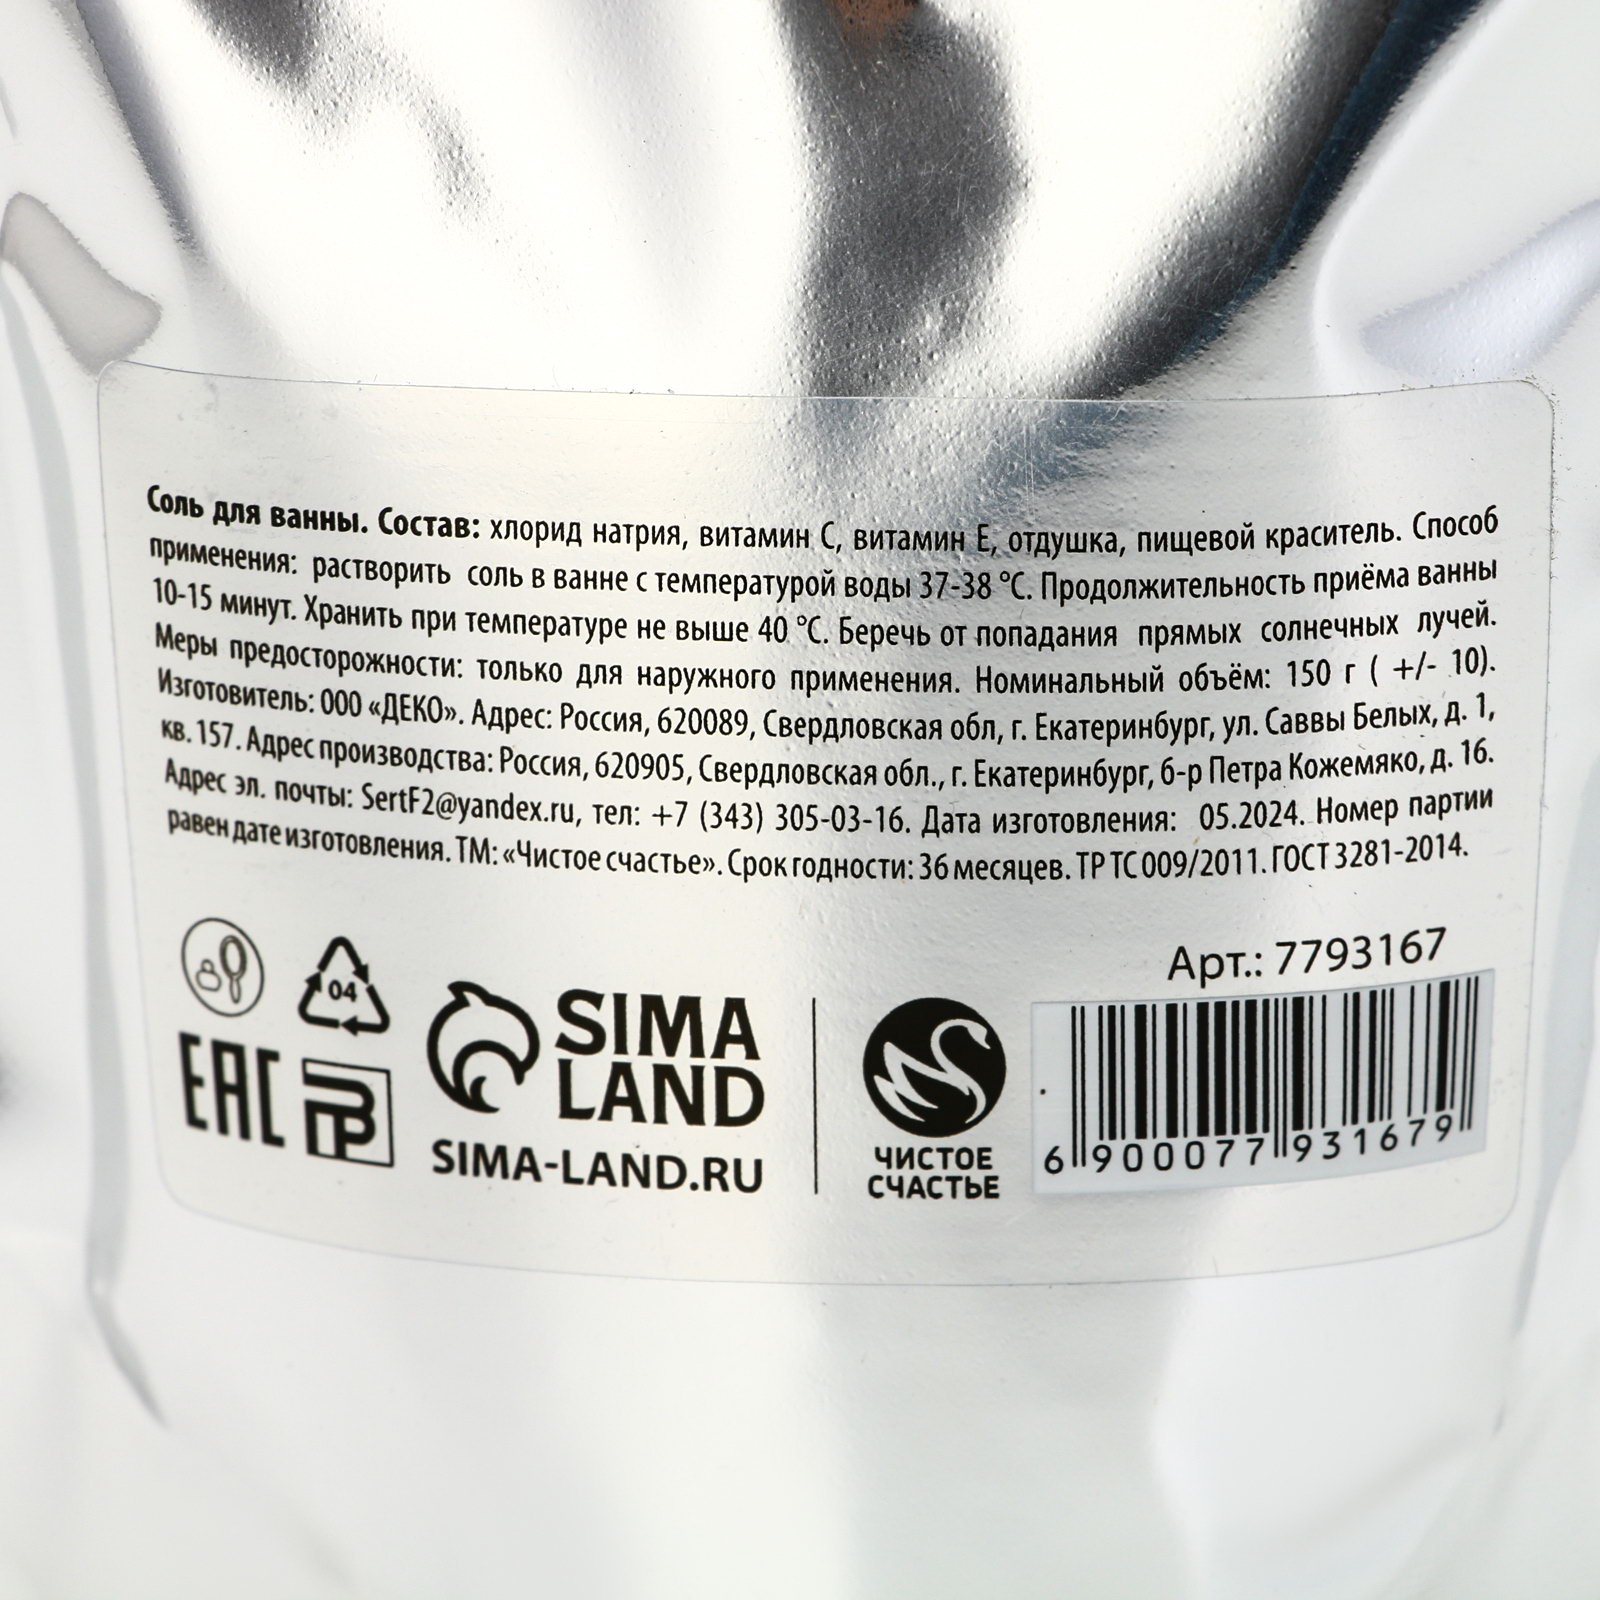 Соль для ванны. Состав: хлорид натрия, витамин С, витамин Е, отдушка, пищевой краситель. Способ
применения: растворить соль в ванне с температурой воды 37-38 °С. Продолжительность приёма ванны
10-15 минут. Хранить при температуре не выше 40 °С. Беречь от попадания прямых солнечных лучей.
Меры предосторожности: только для наружного применения. Номинальный объём: 150 г ( +/- 10).
Изготовитель: ООО «ДЕКО». Адрес: Россия, 620089, Свердловская обл, г. Екатеринбург, ул. Саввы Белых, д. 1,
кв. 157. Адрес производства: Россия, 620905, Свердловская обл., г. Екатеринбург, б-р Петра Кожемяко, д. 16.
Адрес эл. почты: SertF2@yandex.ru, тел: +7 (343) 305-03-16. Дата изготовления: 05.2024. Номер партии
равен дате изготовления. ТМ: «Чистое счастье». Срок годности: 36 месяцев. ТР ТС 009/2011. ГОСТ 3281-2014.
Арт.: 7793167
04
EAC
SIMA
LAND
SIMA-LAND.RU
ЧИСТОЕ
СЧАСТЬЕ
6 900077 931679